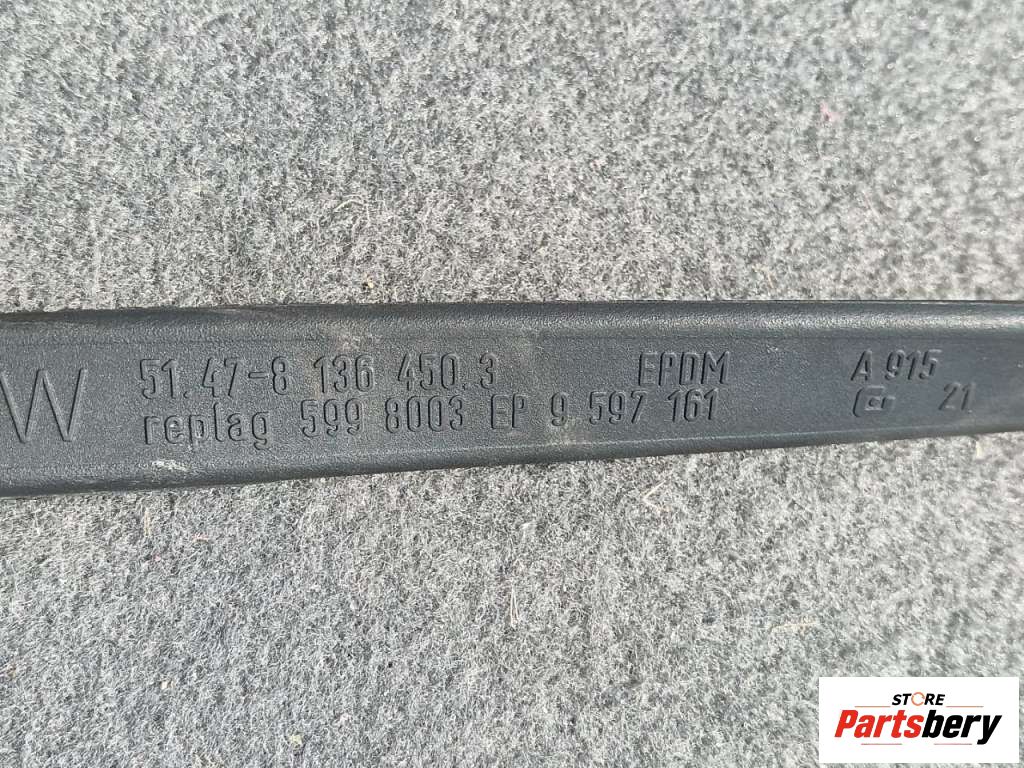 W
51.47-8 136 450.3 EPDM A 915
replag 599 8003 EP 9 597 161 21
STORE
Partsbery